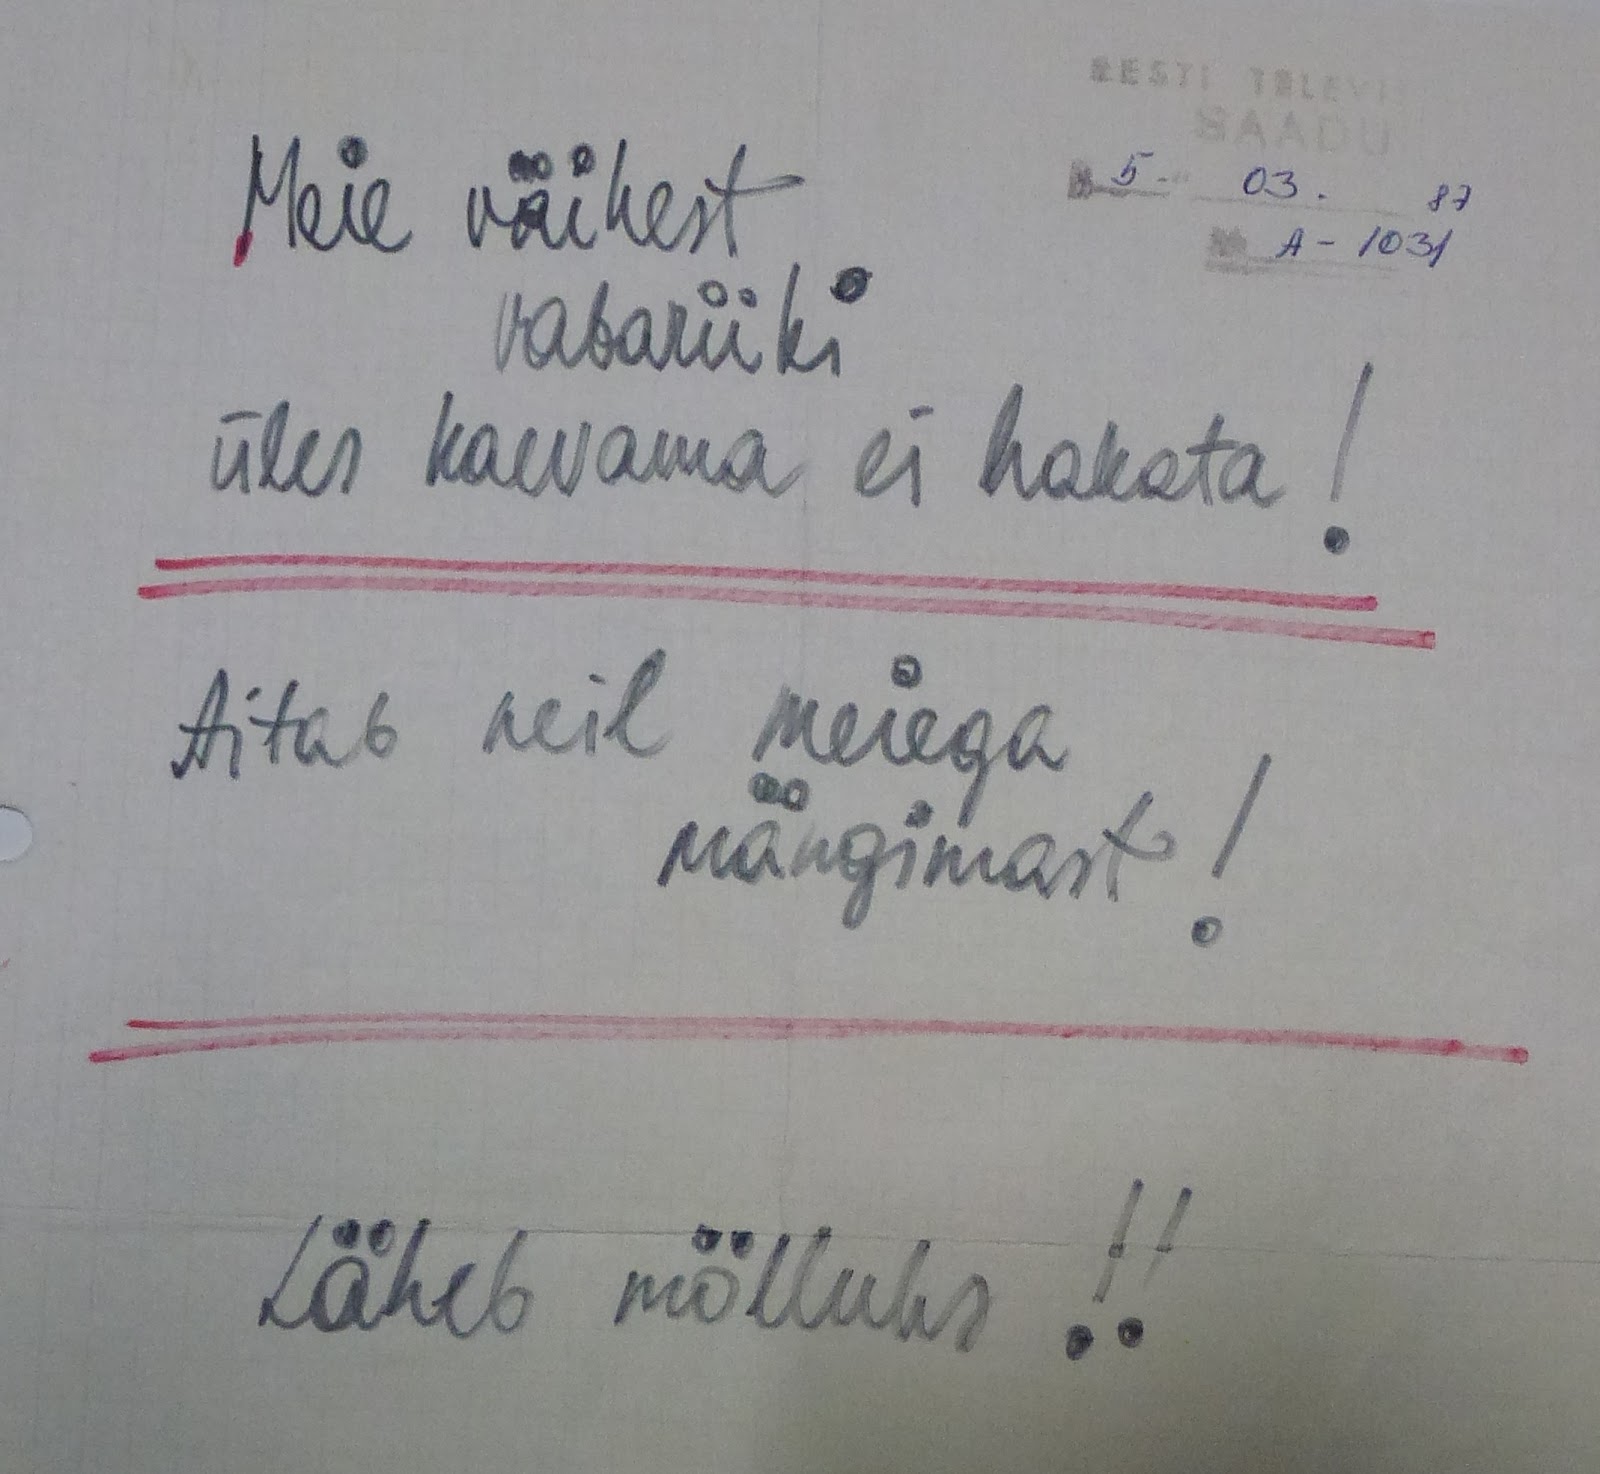 EESTI TELEVI
SAADU
5. 03. 87
A-1031
Meie väikest
vabariiki
üles kaevama ei hakata!
Aitab neil meiega
mängimast!
Läheb mölluks!!